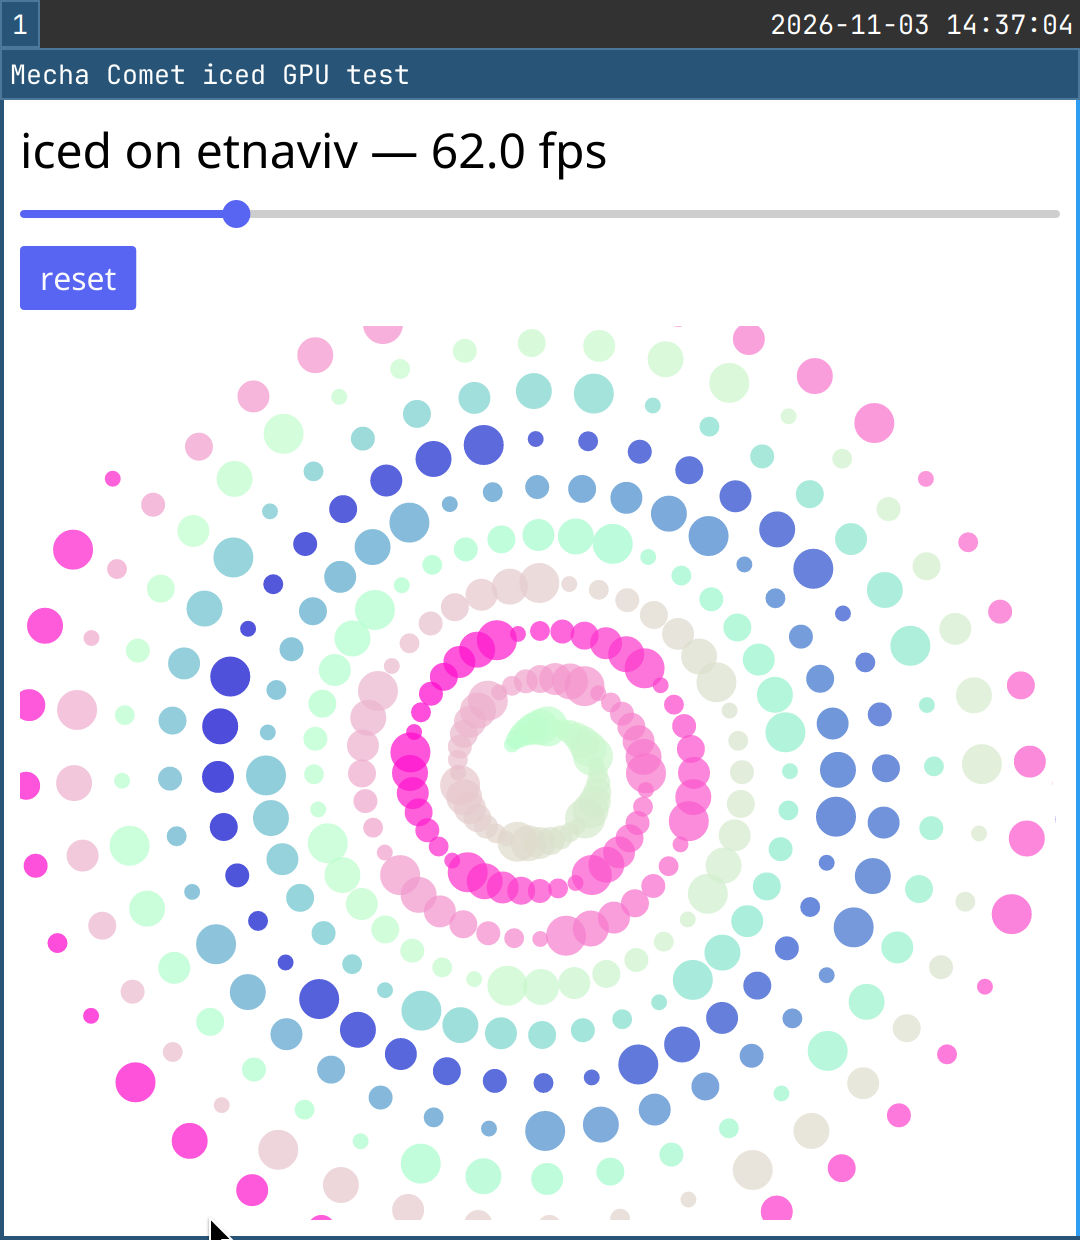 1
2026-11-03 14:37:04
Mecha Comet iced GPU test
iced on etnaviv — 62.0 fps
reset